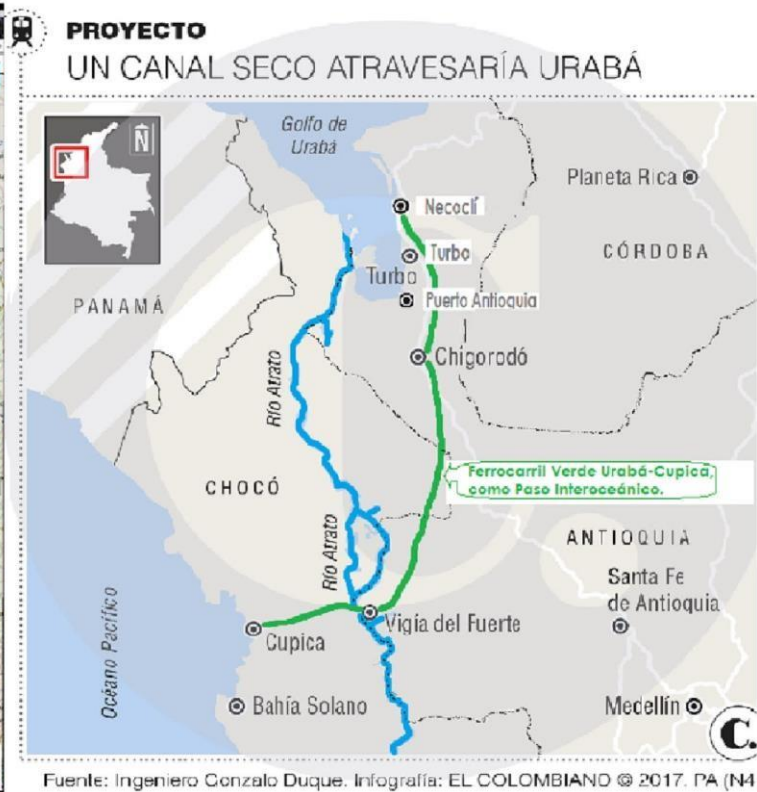 PROYECTO
UN CANAL SECO ATRAVESARÍA URABÁ
N
Golfo de
Urabá
Planeta Rica
Necoclí
CÓRDOBA
Turbo
Turbo
PANAMÁ
Puerto Antioquia
Chigorodó
Río Atrato
Ferrocarril Verde Urabá-Cupica,
como Paso Interoceánico.
CHOCÓ
ANTIOQUIA
Río Atrato
Santa Fe
de Antioquia
Océano Pacífico
Vigía del Fuerte
Cupica
Bahía Solano
Medellín
C.
Fuente: Ingeniero Gonzalo Duque. Infografía: EL COLOMBIANO © 2017. PA (N4